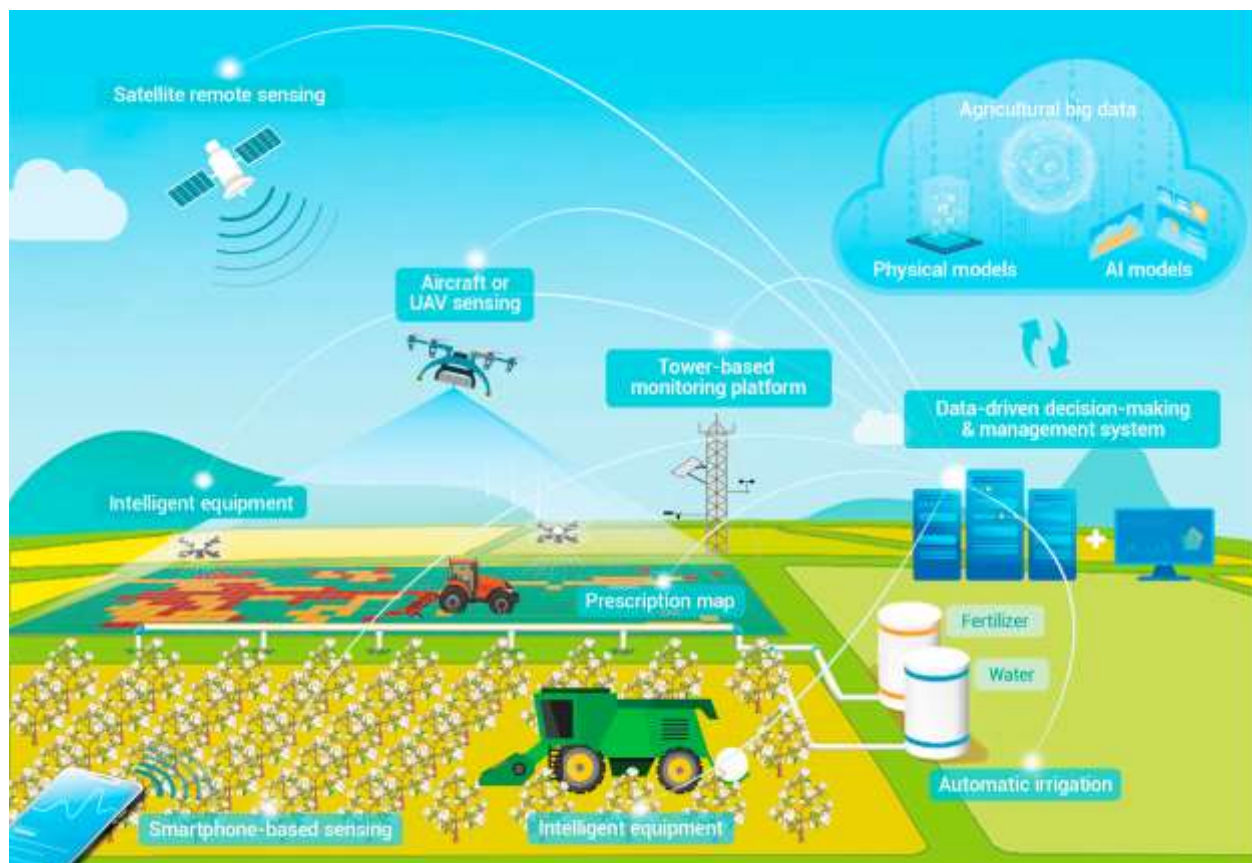 Satellite remote sensing
Agricultural big data
Physical models
AI models
Aircraft or
UAV sensing
Tower-based
monitoring platform
Data-driven decision-making
& management system
Intelligent equipment
Prescription map
Fertilizer
Water
Automatic irrigation
Smartphone-based sensing
Intelligent equipment